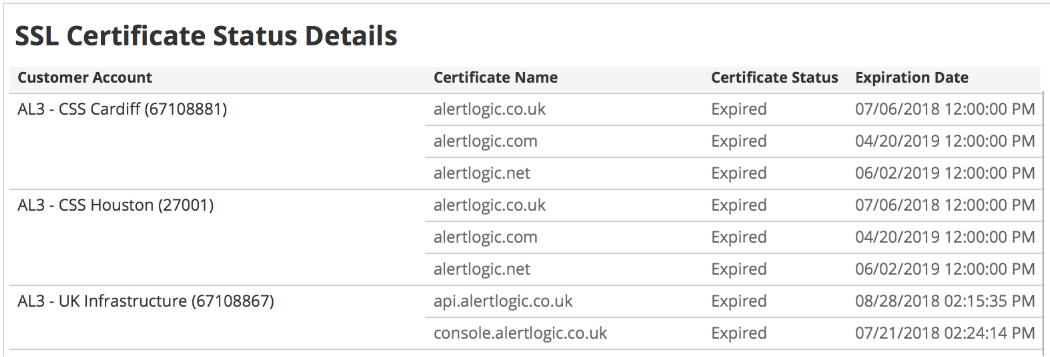 SSL Certificate Status Details
Customer Account Certificate Name Certificate Status Expiration Date
AL3 - CSS Cardiff (67108881) alertlogic.co.uk Expired 07/06/2018 12:00:00 PM
alertlogic.com Expired 04/20/2019 12:00:00 PM
alertlogic.net Expired 06/02/2019 12:00:00 PM
AL3 - CSS Houston (27001) alertlogic.co.uk Expired 07/06/2018 12:00:00 PM
alertlogic.com Expired 04/20/2019 12:00:00 PM
alertlogic.net Expired 06/02/2019 12:00:00 PM
AL3 - UK Infrastructure (67108867) api.alertlogic.co.uk Expired 08/28/2018 02:15:35 PM
console.alertlogic.co.uk Expired 07/21/2018 02:24:14 PM